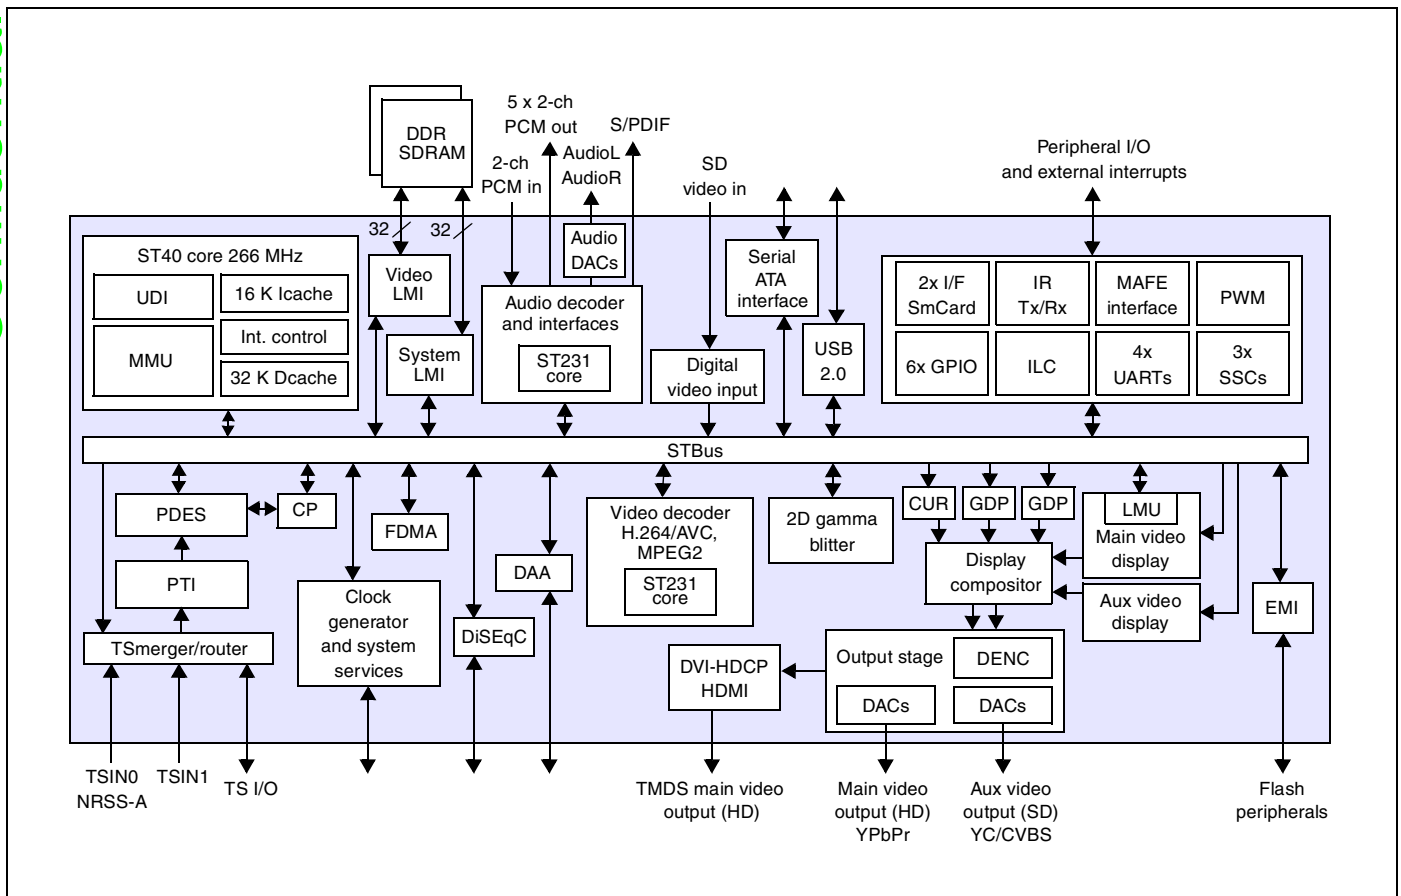 5 x 2-ch
PCM out
S/PDIF
DDR
SDRAM
AudioL
AudioR
2-ch
PCM in
SD
video in
Peripheral I/O
and external interrupts
32
32
ST40 core 266 MHz
UDI
16 K Icache
MMU
Int. control
32 K Dcache
Video
LMI
System
LMI
Audio
DACs
Audio decoder
and interfaces
ST231
core
Digital
video input
Serial
ATA
interface
USB
2.0
2x I/F
SmCard
IR
Tx/Rx
MAFE
interface
PWM
6x GPIO
ILC
4x
UARTs
3x
SSCs
STBus
PDES
CP
PTI
TSmerger/router
FDMA
Clock
generator
and system
services
DiSEqC
DAA
Video decoder
H.264/AVC,
MPEG2
ST231
core
2D gamma
blitter
CUR
GDP
GDP
LMU
Main video
display
Display
compositor
Aux video
display
EMI
DVI-HDCP
HDMI
Output stage
DENC
DACs
DACs
TSIN0
NRSS-A
TSIN1
TS I/O
TMDS main video
output (HD)
Main video
output (HD)
YPbPr
Aux video
output (SD)
YC/CVBS
Flash
peripherals